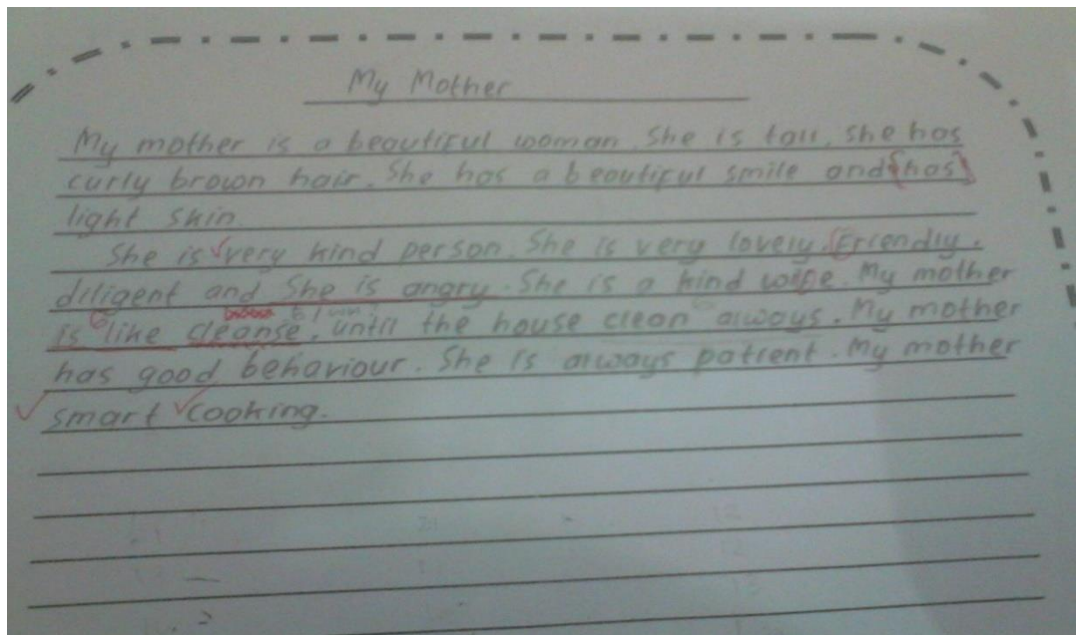 My Mother
My mother is a beautiful woman. She is tall, She has
curly brown hair. She has a beautiful smile and (has)
light skin.
She is very kind person. She is very lovely. Friendly.
diligent and She is angry. She is a kind wife. My mother
is like cleanse. until the house clean always. My mother
has good behaviour. She is always patient. My mother
smart cooking.